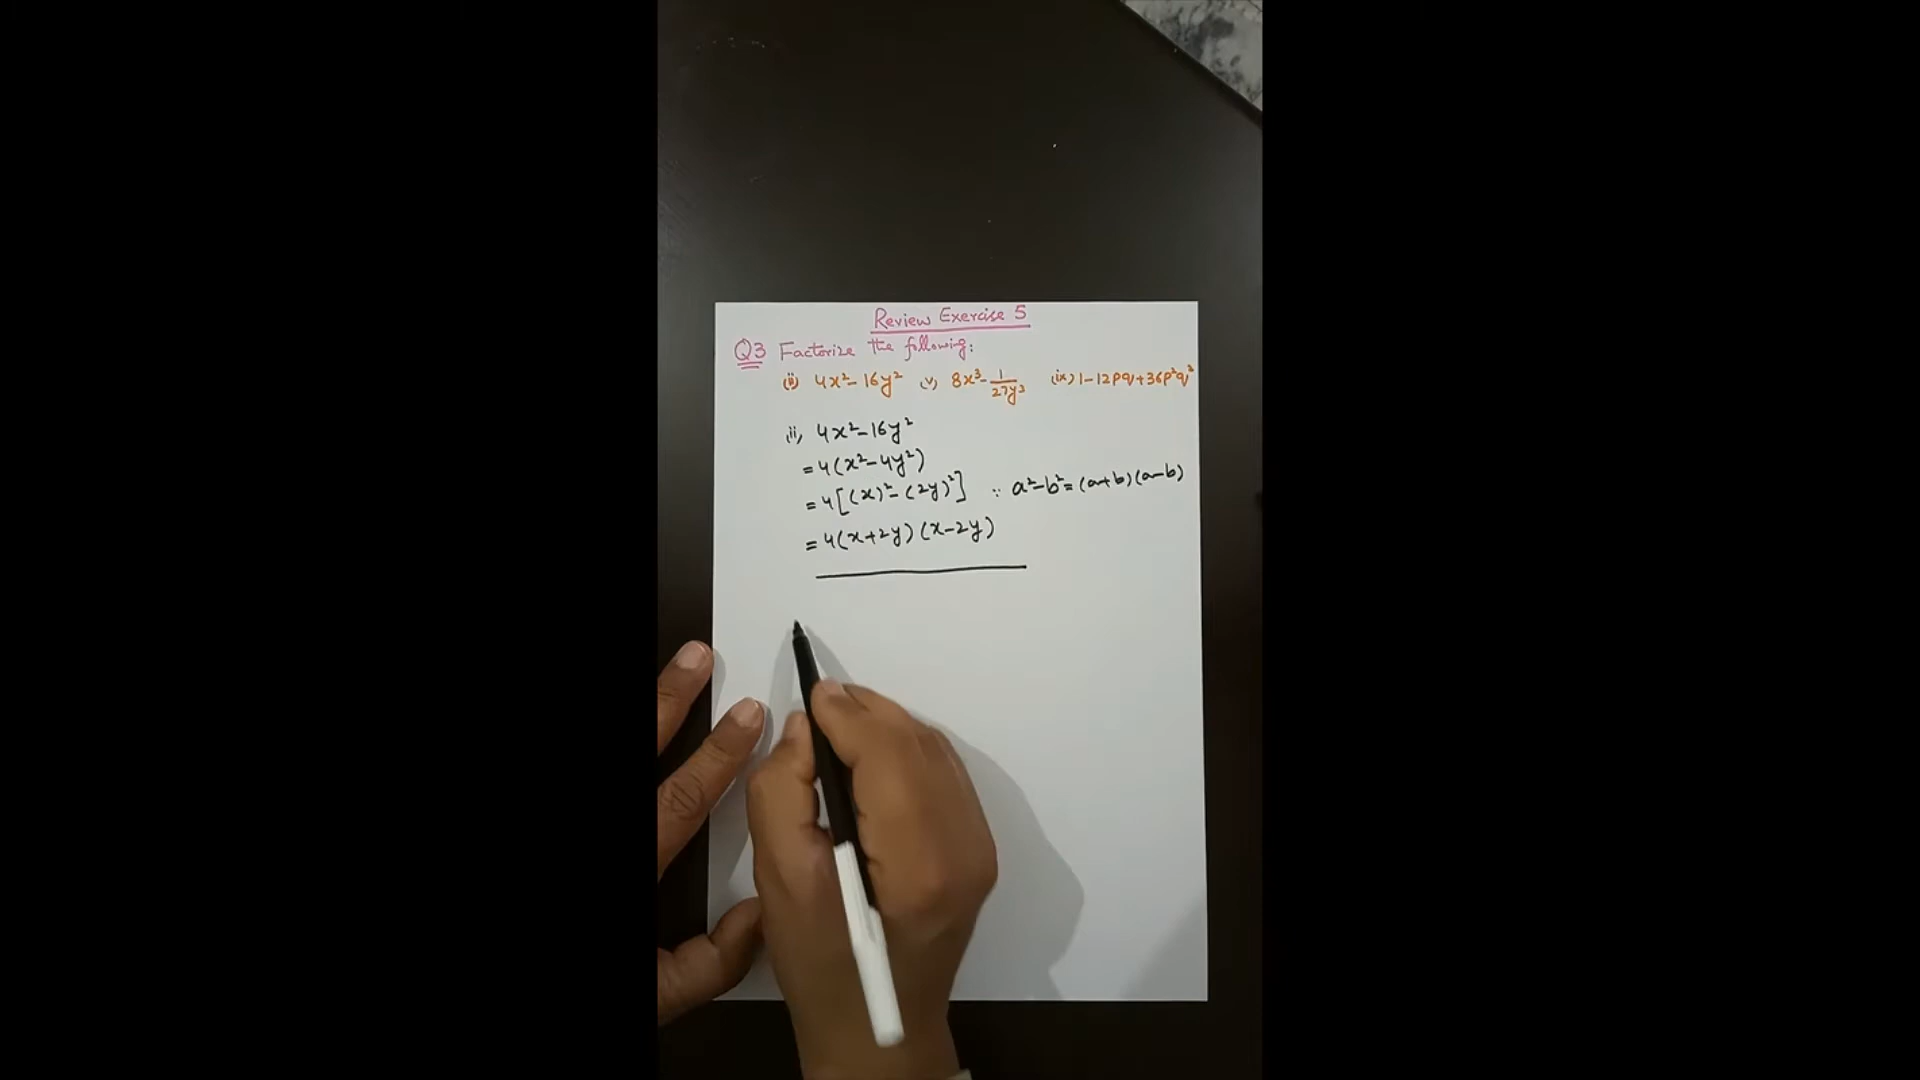 Review Exercise 5
Q3 Factorize the following:
(ii) 4x²-16y² (v) 8x³-1/27y³ (ix) 1-12pq+36p²q²
(ii) 4x²-16y²
=4(x²-4y²)
=4[(x)²-(2y)²] ∵ a²-b²=(a+b)(a-b)
=4(x+2y)(x-2y)